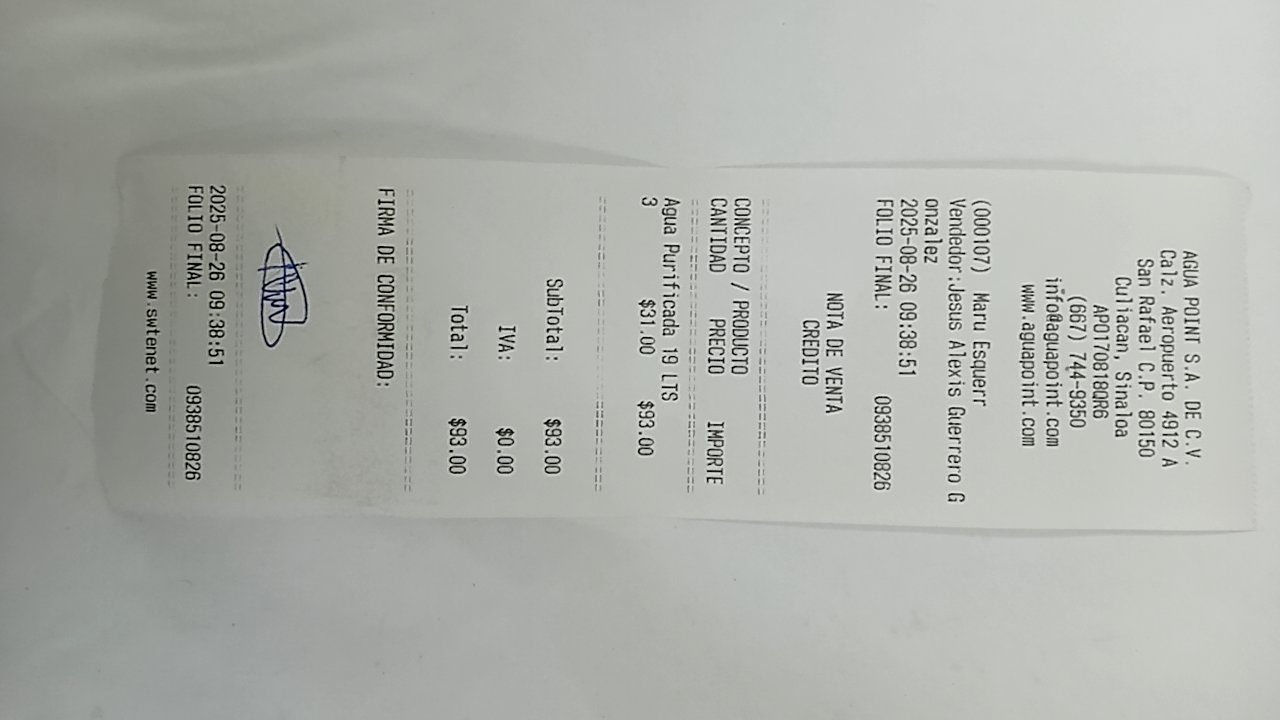 AGUA POINT S.A. DE C.V.
Calz. Aeropuerto 4912 A
San Rafael C.P. 80150
Culiacan, Sinaloa
APO170818QR6
(667) 744-9350
info@aguapoint.com
www.aguapoint.com
(000107) Maru Esquerr
Vendedor:Jesus Alexis Guerrero G
onzalez
2025-08-26 09:38:51
FOLIO FINAL: 0938510826
NOTA DE VENTA
CREDITO
CONCEPTO / PRODUCTO
CANTIDAD PRECIO IMPORTE
Agua Purificada 19 LTS
3 $31.00 $93.00
SubTotal: $93.00
IVA: $0.00
Total: $93.00
FIRMA DE CONFORMIDAD:
2025-08-26 09:38:51
FOLIO FINAL: 0938510826
www.swtenet.com